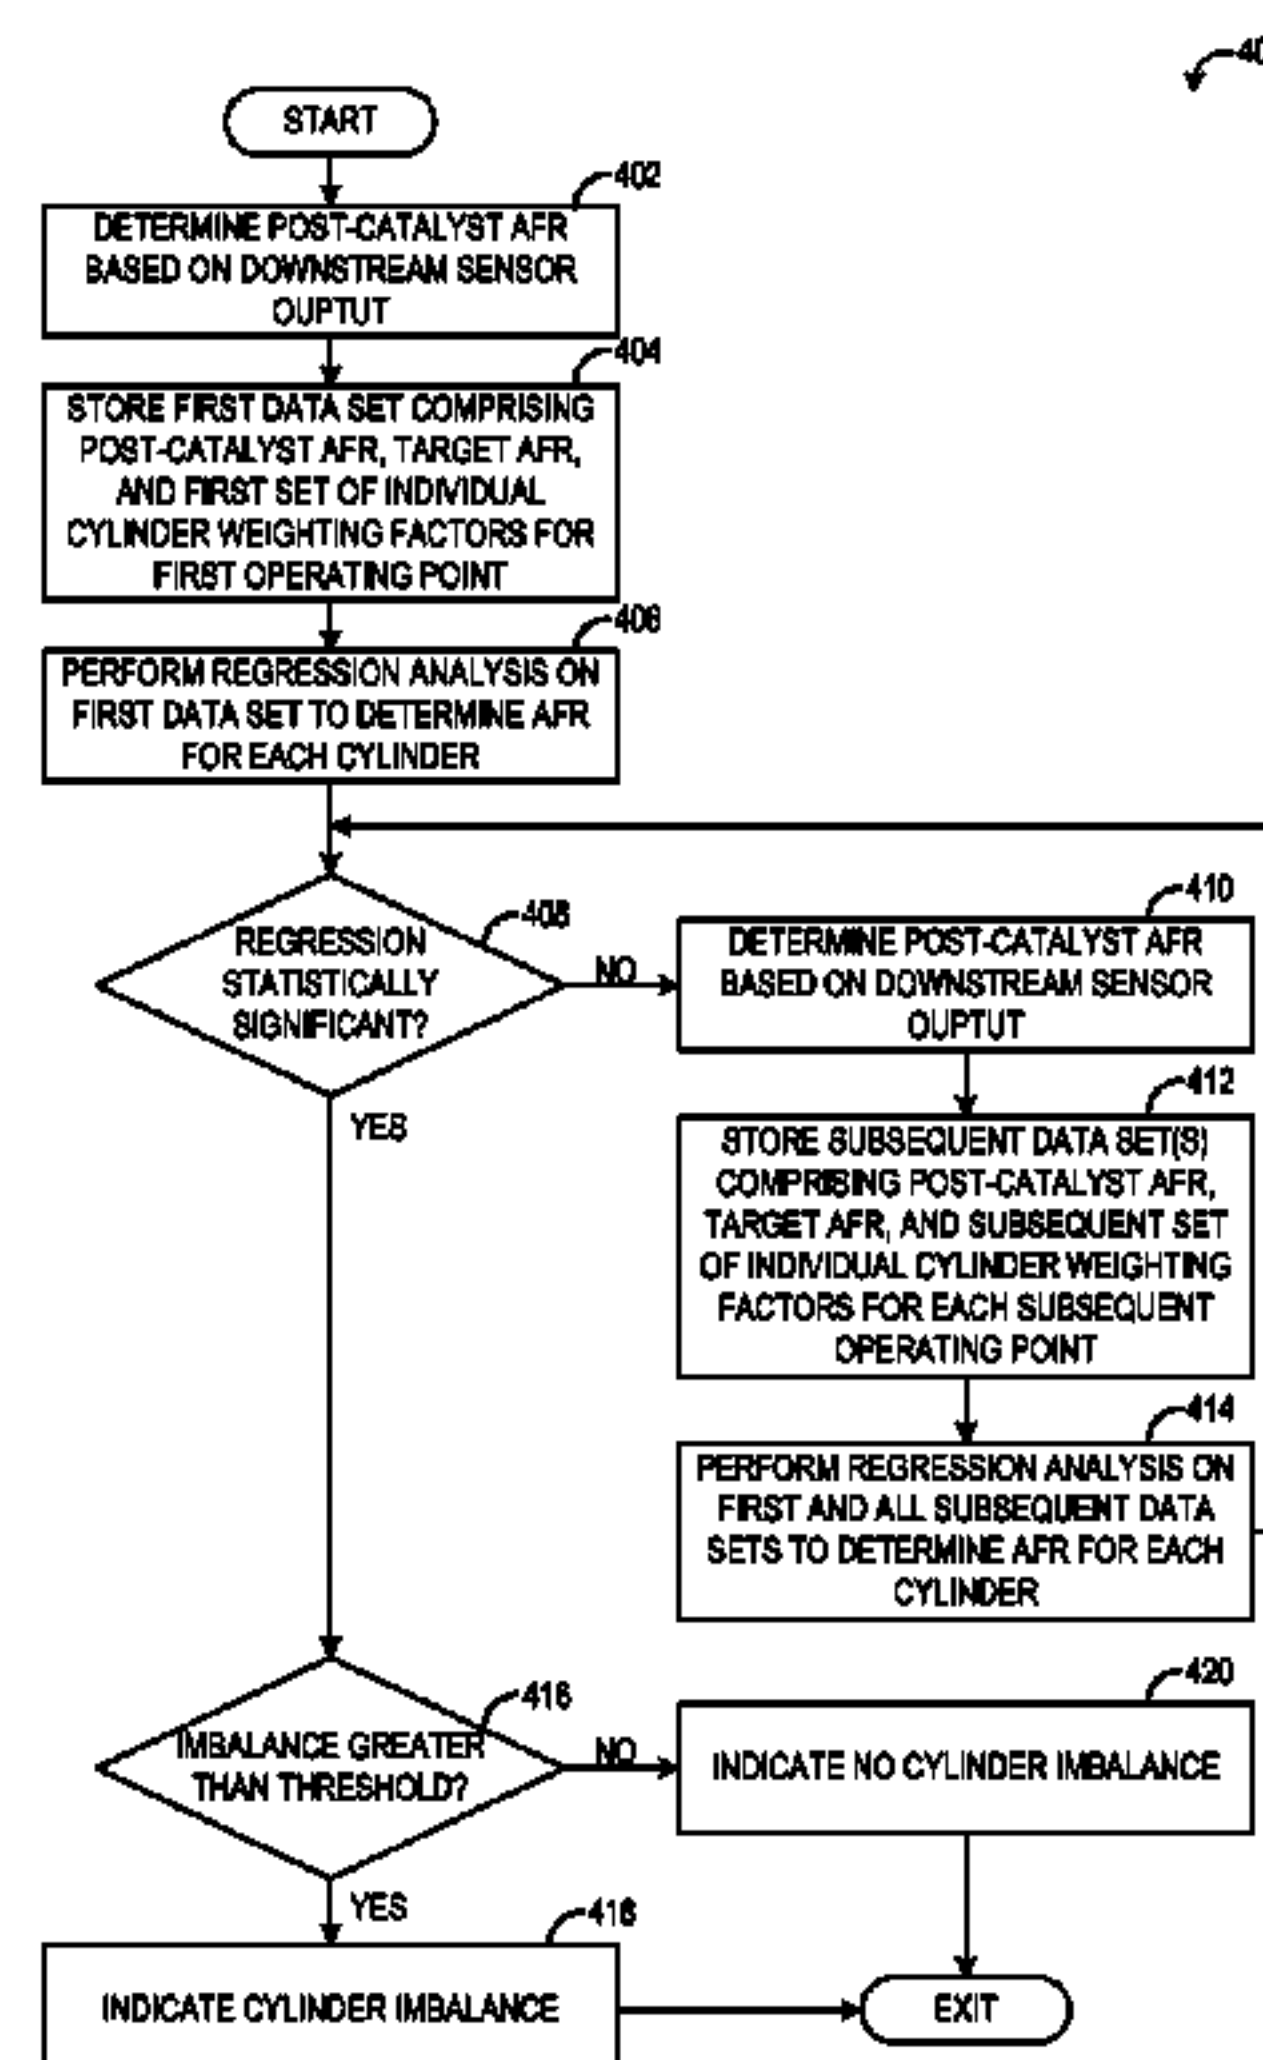 40
START
402
DETERMINE POST-CATALYST AFR
BASED ON DOWNSTREAM SENSOR
OUPTUT
404
STORE FIRST DATA SET COMPRISING
POST-CATALYST AFR, TARGET AFR,
AND FIRST SET OF INDIVIDUAL
CYLINDER WEIGHTING FACTORS FOR
FIRST OPERATING POINT
406
PERFORM REGRESSION ANALYSIS ON
FIRST DATA SET TO DETERMINE AFR
FOR EACH CYLINDER
408
REGRESSION
STATISTICALLY
SIGNIFICANT?
NO
YES
410
DETERMINE POST-CATALYST AFR
BASED ON DOWNSTREAM SENSOR
OUPTUT
412
STORE SUBSEQUENT DATA SET(S)
COMPRISING POST-CATALYST AFR,
TARGET AFR, AND SUBSEQUENT SET
OF INDIVIDUAL CYLINDER WEIGHTING
FACTORS FOR EACH SUBSEQUENT
OPERATING POINT
414
PERFORM REGRESSION ANALYSIS ON
FIRST AND ALL SUBSEQUENT DATA
SETS TO DETERMINE AFR FOR EACH
CYLINDER
416
IMBALANCE GREATER
THAN THRESHOLD?
NO
YES
420
INDICATE NO CYLINDER IMBALANCE
418
INDICATE CYLINDER IMBALANCE
EXIT